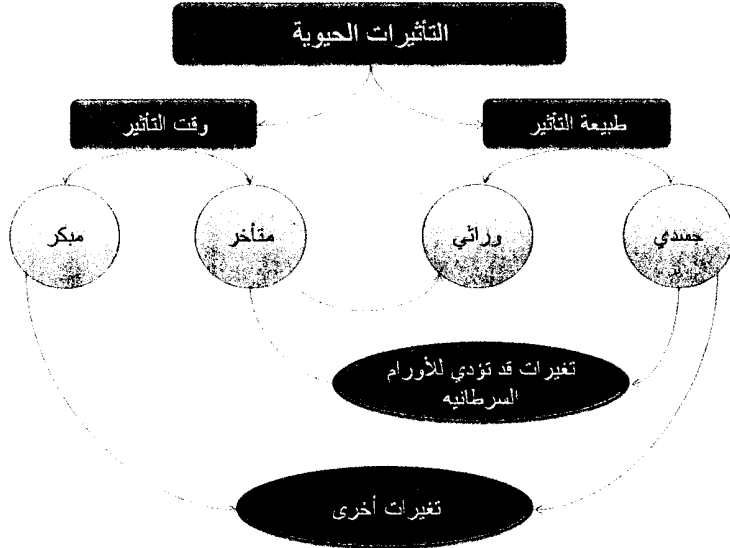 التأثيرات الحيوية
طبيعة التأثير
وقت التأثير
جسدي
وراثي
متأخر
مبكر
تغيرات قد تؤدي للأورام
السرطانيه
تغيرات أخرى